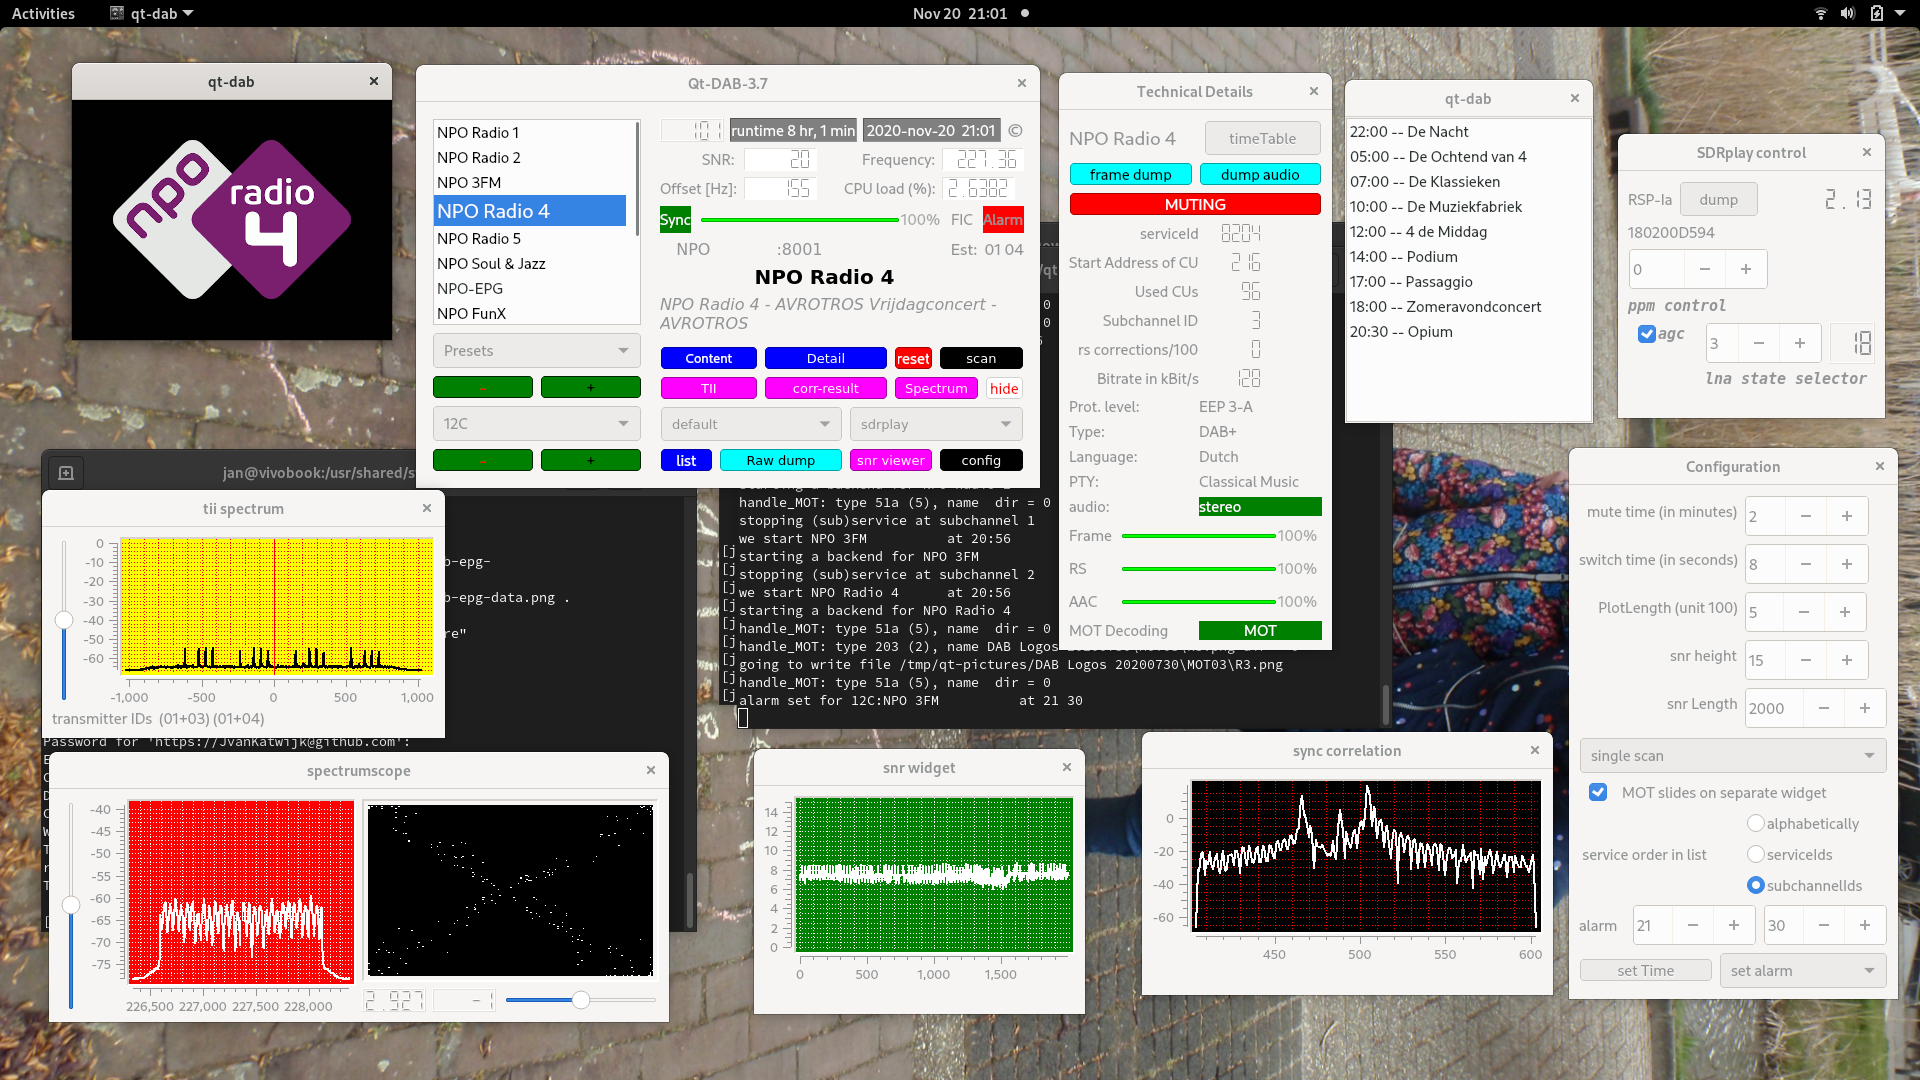 Activities
qt-dab
Nov 20 21:01
qt-dab
npo
radio
4
Qt-DAB-3.7
NPO Radio 1
NPO Radio 2
NPO 3FM
NPO Radio 4
NPO Radio 5
NPO Soul & Jazz
NPO-EPG
NPO FunX
Presets
-
+
12C
-
+
101
runtime 8 hr, 1 min
2020-nov-20 21:01
©
SNR:
20
Frequency:
227.36
Offset [Hz]:
155
CPU load (%):
2.6382
Sync
100%
FIC
Alarm
NPO
:8001
Est: 01 04
NPO Radio 4
NPO Radio 4 - AVROTROS Vrijdagconcert -
AVROTROS
Content
Detail
reset
scan
TII
corr-result
Spectrum
hide
default
sdrplay
list
Raw dump
snr viewer
config
Technical Details
NPO Radio 4
timeTable
frame dump
dump audio
MUTING
serviceId
8204
Start Address of CU
216
Used CUs
96
Subchannel ID
3
rs corrections/100
0
Bitrate in kBit/s
128
Prot. level:
EEP 3-A
Type:
DAB+
Language:
Dutch
PTY:
Classical Music
audio:
stereo
Frame
100%
RS
100%
AAC
100%
MOT Decoding
MOT
qt-dab
22:00 -- De Nacht
05:00 -- De Ochtend van 4
07:00 -- De Klassieken
10:00 -- De Muziekfabriek
12:00 -- 4 de Middag
14:00 -- Podium
17:00 -- Passaggio
18:00 -- Zomeravondconcert
20:30 -- Opium
SDRplay control
RSP-Ia
dump
2.13
180200D594
0
-
+
ppm control
agc
3
-
+
18
lna state selector
jan@vivobook:/usr/shared/s
b-epg-
b-epg-data.png .
re"
Password for 'https://JvanKatwijk@github.com':
handle_MOT: type 51a (5), name dir = 0
stopping (sub)service at subchannel 1
we start NPO 3FM at 20:56
starting a backend for NPO 3FM
stopping (sub)service at subchannel 2
we start NPO Radio 4 at 20:56
starting a backend for NPO Radio 4
handle_MOT: type 51a (5), name dir = 0
handle_MOT: type 203 (2), name DAB Logos
going to write file /tmp/qt-pictures/DAB Logos 20200730\MOT03\R3.png
handle_MOT: type 51a (5), name dir = 0
alarm set for 12C:NPO 3FM at 21 30
tii spectrum
0
-10
-20
-30
-40
-50
-60
-1,000
-500
0
500
1,000
transmitter IDs (01+03) (01+04)
spectrumscope
-40
-45
-50
-55
-60
-65
-70
-75
226,500
227,000
227,500
228,000
2.927
-1
snr widget
14
12
10
8
6
4
2
0
0
500
1,000
1,500
sync correlation
0
-20
-40
-60
450
500
550
600
Configuration
mute time (in minutes)
2
-
+
switch time (in seconds)
8
-
+
PlotLength (unit 100)
5
-
+
snr height
15
-
+
snr Length
2000
-
+
single scan
MOT slides on separate widget
alphabetically
service order in list
serviceIds
subchannelIds
alarm
21
-
+
30
-
+
set Time
set alarm